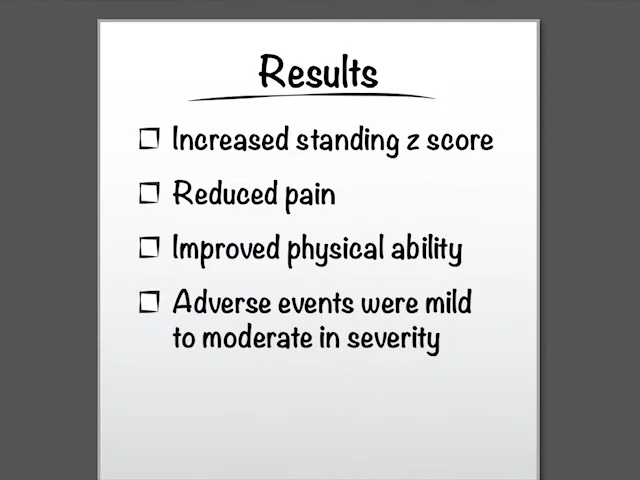 Results
Increased standing z score
Reduced pain
Improved physical ability
Adverse events were mild
to moderate in severity